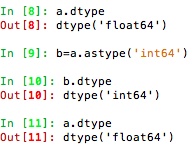 In [8]: a.dtype
Out[8]: dtype('float64')
In [9]: b=a.astype('int64')
In [10]: b.dtype
Out[10]: dtype('int64')
In [11]: a.dtype
Out[11]: dtype('float64')